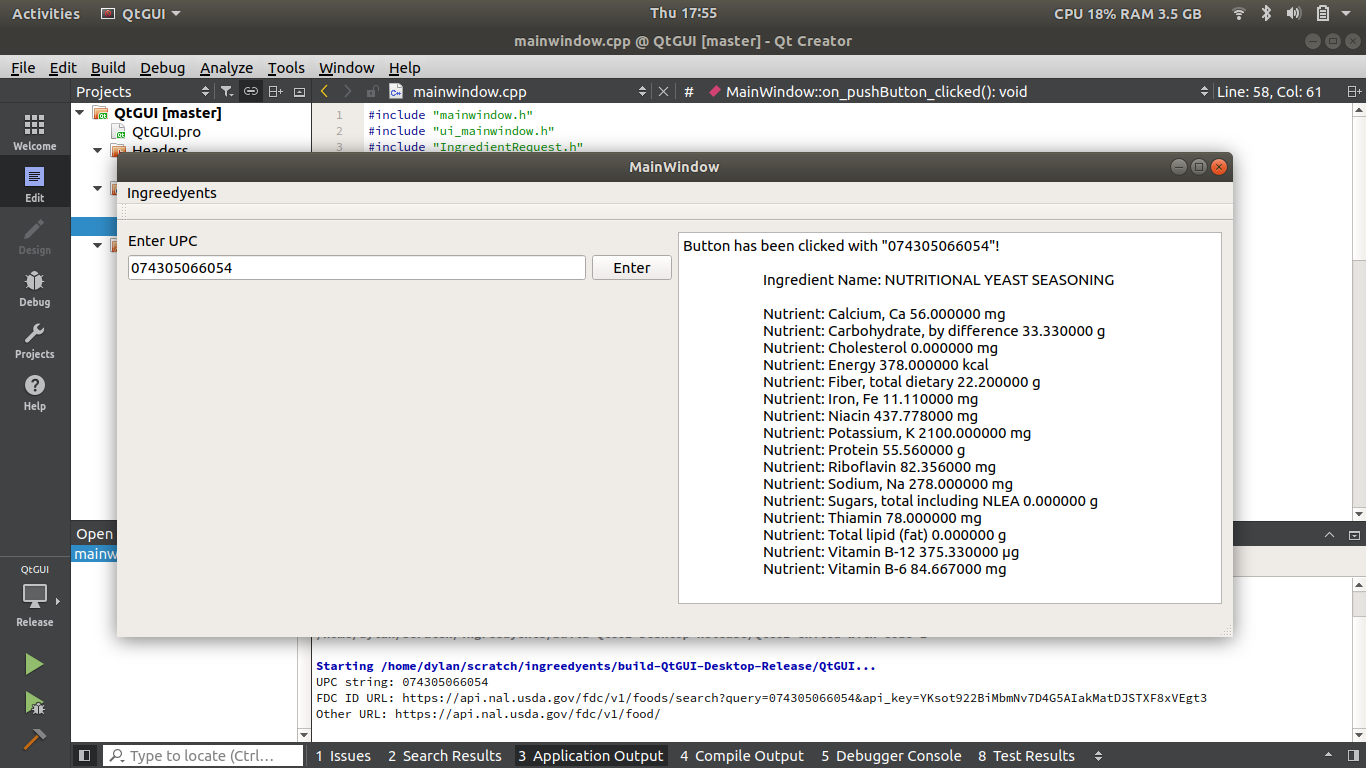 Activities QtGUI Thu 17:55 CPU 18% RAM 3.5 GB
mainwindow.cpp @ QtGUI [master] - Qt Creator
File Edit Build Debug Analyze Tools Window Help
Projects mainwindow.cpp # MainWindow::on_pushButton_clicked(): void Line: 58, Col: 61
QtGUI [master]
QtGUI.pro
Headers
1 #include "mainwindow.h"
2 #include "ui_mainwindow.h"
3 #include "IngredientRequest.h"
Welcome
Edit
Design
Debug
Projects
Help
MainWindow
Ingreedyents
Enter UPC
074305066054
Enter
Button has been clicked with "074305066054"!
Ingredient Name: NUTRITIONAL YEAST SEASONING
Nutrient: Calcium, Ca 56.000000 mg
Nutrient: Carbohydrate, by difference 33.330000 g
Nutrient: Cholesterol 0.000000 mg
Nutrient: Energy 378.000000 kcal
Nutrient: Fiber, total dietary 22.200000 g
Nutrient: Iron, Fe 11.110000 mg
Nutrient: Niacin 437.778000 mg
Nutrient: Potassium, K 2100.000000 mg
Nutrient: Protein 55.560000 g
Nutrient: Riboflavin 82.356000 mg
Nutrient: Sodium, Na 278.000000 mg
Nutrient: Sugars, total including NLEA 0.000000 g
Nutrient: Thiamin 78.000000 mg
Nutrient: Total lipid (fat) 0.000000 g
Nutrient: Vitamin B-12 375.330000 µg
Nutrient: Vitamin B-6 84.667000 mg
Open
mainw
QtGUI
Release
Starting /home/dylan/scratch/ingreedyents/build-QtGUI-Desktop-Release/QtGUI...
UPC string: 074305066054
FDC ID URL: https://api.nal.usda.gov/fdc/v1/foods/search?query=074305066054&api_key=YKsot922BiMbmNv7D4G5AIakMatDJSTXF8xVEgt3
Other URL: https://api.nal.usda.gov/fdc/v1/food/
Type to locate (Ctrl... 1 Issues 2 Search Results 3 Application Output 4 Compile Output 5 Debugger Console 8 Test Results